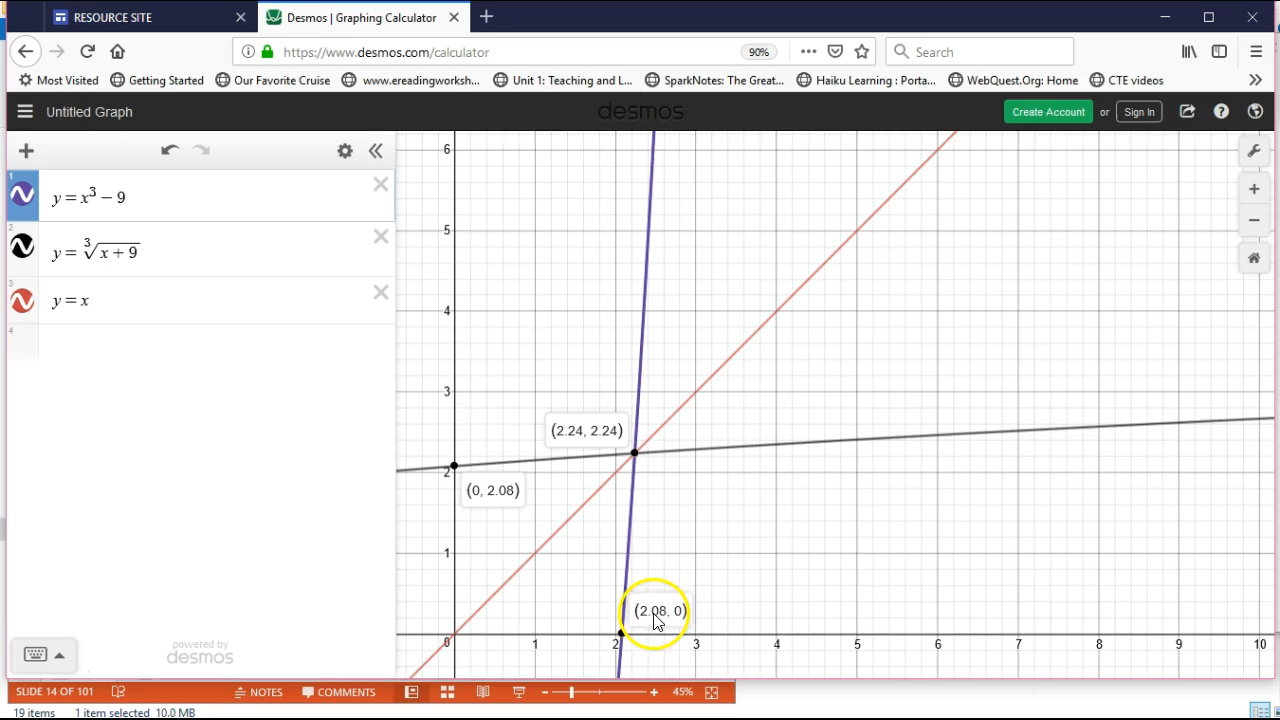 RESOURCE SITE
Desmos | Graphing Calculator
https://www.desmos.com/calculator
90%
Search
Most Visited
Getting Started
Our Favorite Cruise
www.ereadingworksh...
Unit 1: Teaching and L...
SparkNotes: The Great...
Haiku Learning : Porta...
WebQuest.Org: Home
CTE videos
Untitled Graph
desmos
Create Account or Sign In
1
y = x³ − 9
2
y = ∛(x + 9)
3
y = x
4
6
5
4
3
2
1
(2.24, 2.24)
(0, 2.08)
(2.08, 0)
0 1 2 3 4 5 6 7 8 9 10
powered by
desmos
SLIDE 14 OF 101
NOTES
COMMENTS
45%
19 items 1 item selected 10.0 MB